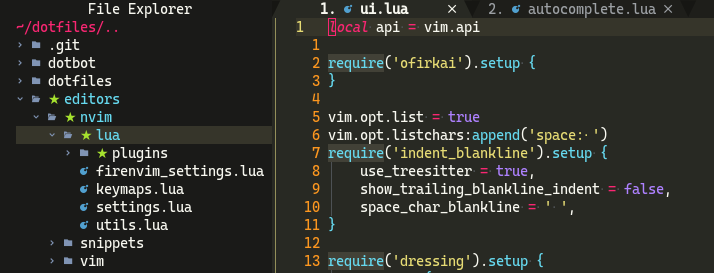 File Explorer
~/dotfiles/..
.git
dotbot
dotfiles
editors
nvim
lua
plugins
firenvim_settings.lua
keymaps.lua
settings.lua
utils.lua
snippets
vim
1. ui.lua × 2. autocomplete.lua ×
1 local api = vim.api
1
2 require('ofirkai').setup {
3 }
4
5 vim.opt.list = true
6 vim.opt.listchars:append('space:·')
7 require('indent_blankline').setup {
8 use_treesitter = true,
9 show_trailing_blankline_indent = false,
10 space_char_blankline = ' ',
11 }
12
13 require('dressing').setup {